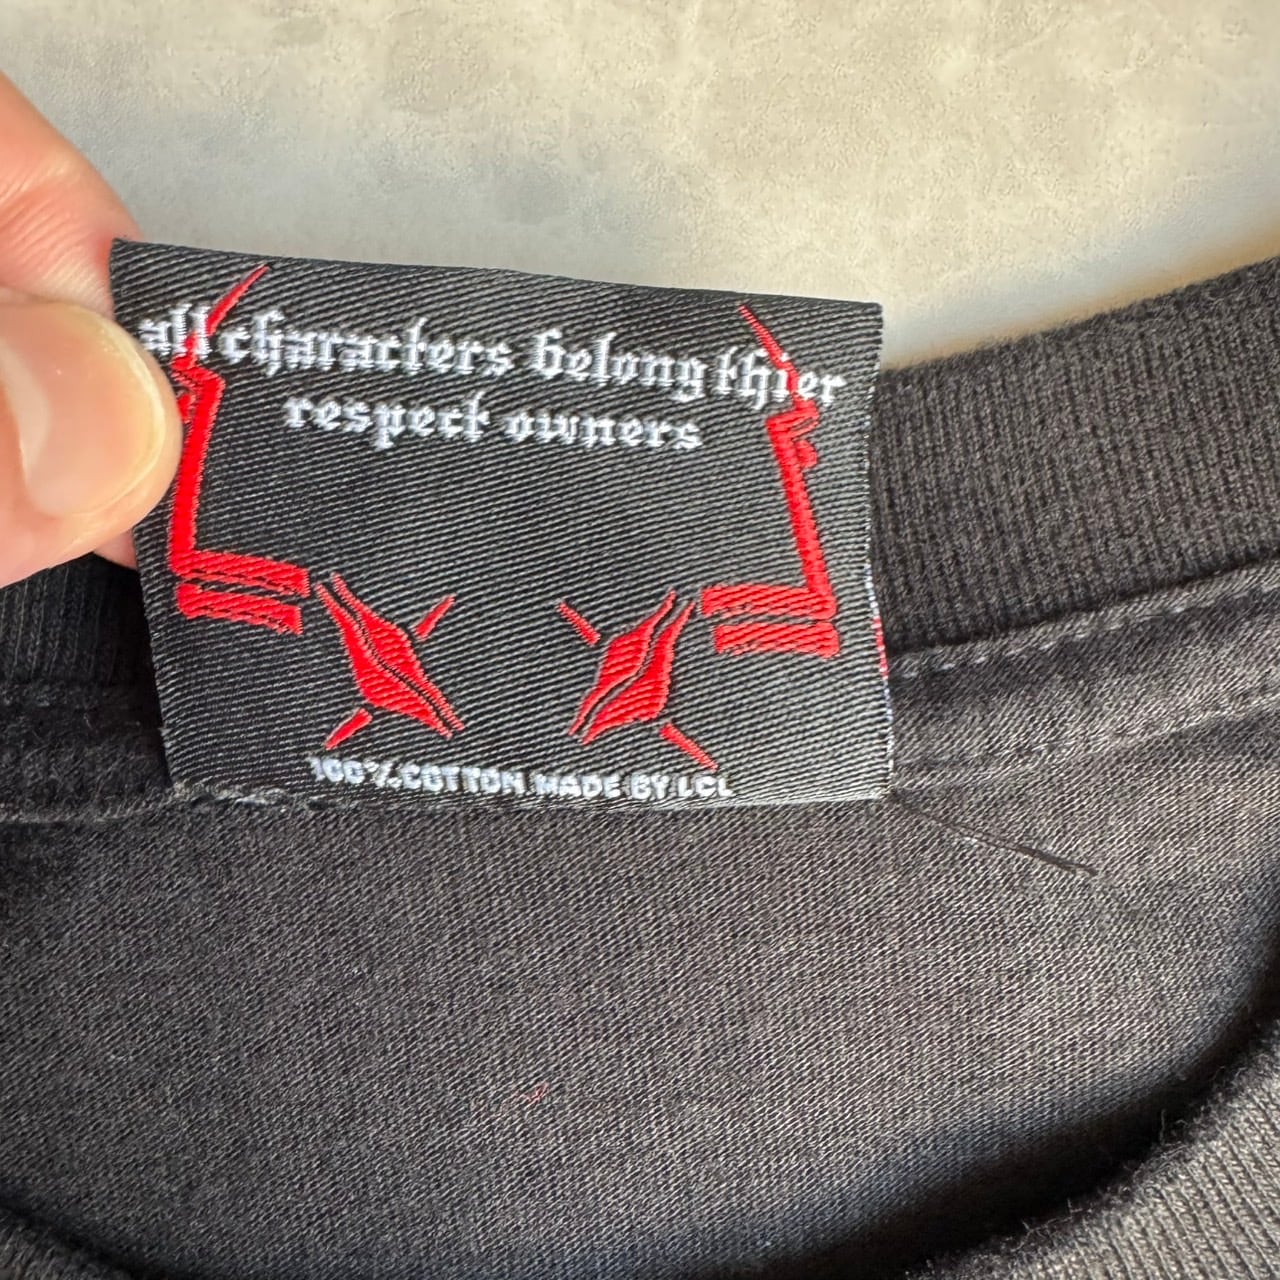 all characters belong thier
respect owners
100% COTTON MADE BY LCL